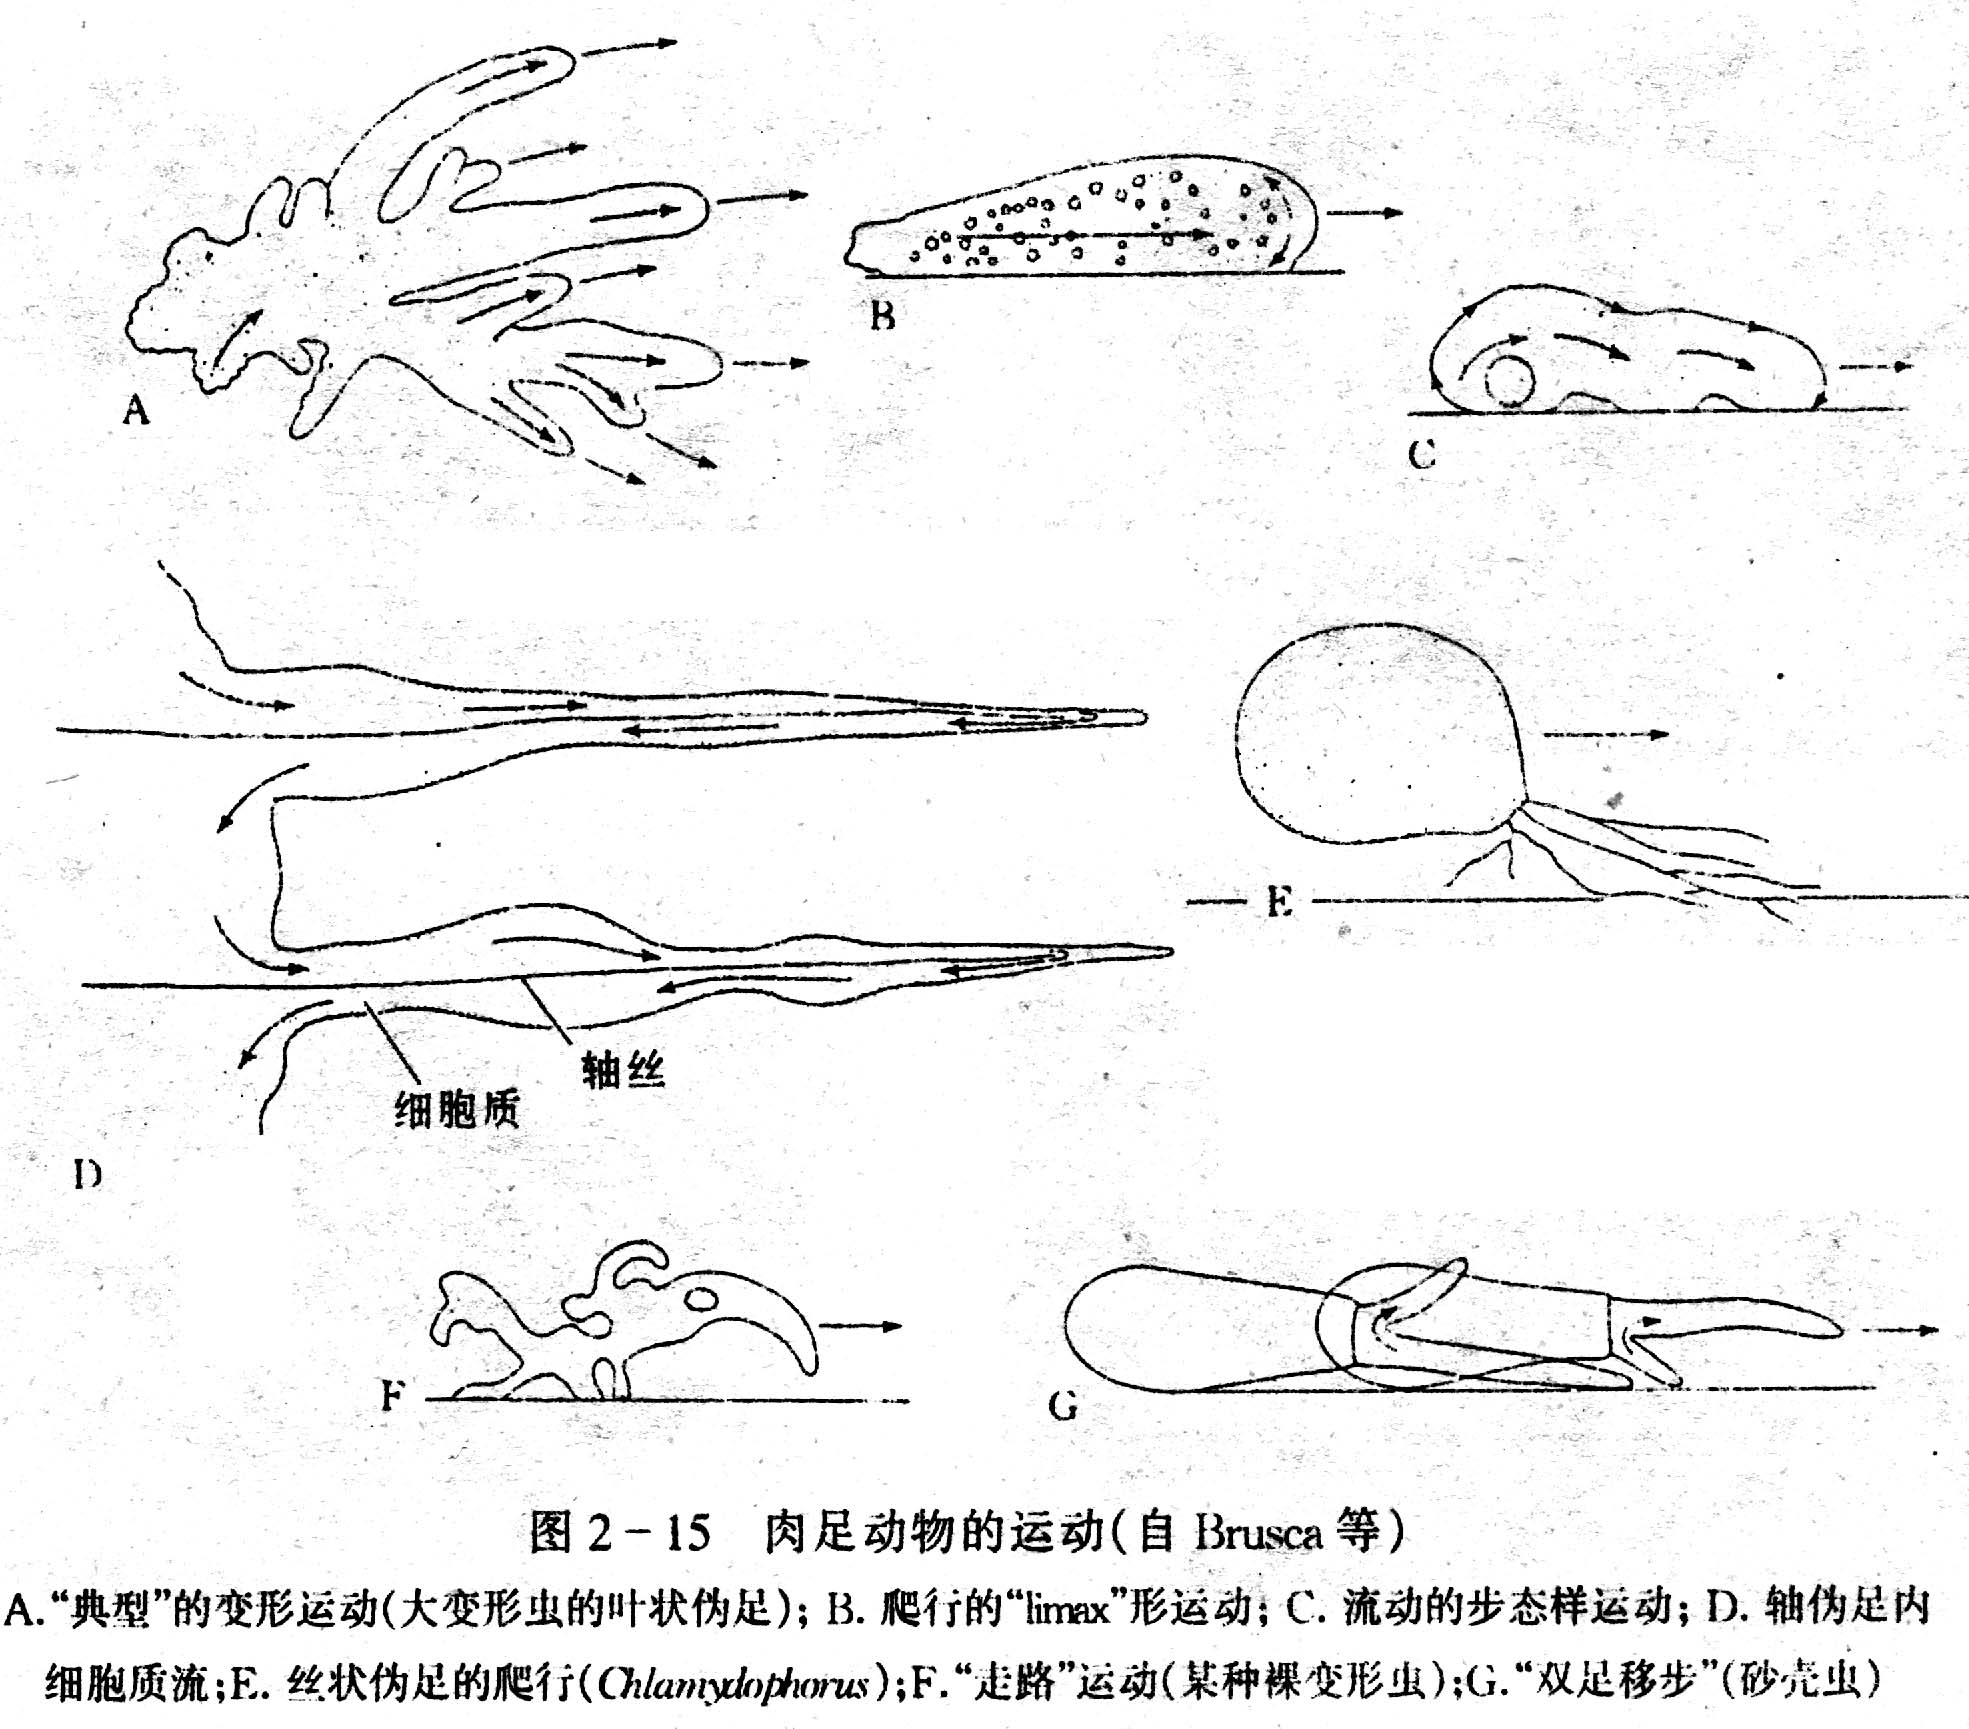 A
B
C
D
轴丝
细胞质
E
F
G
图 2-15 肉足动物的运动(自 Brusca 等)
A.“典型”的变形运动(大变形虫的叶状伪足); B. 爬行的“limax”形运动; C. 流动的步态样运动; D. 轴伪足内
细胞质流;E. 丝状伪足的爬行(Chlamydophorus);F.“走路”运动(某种裸变形虫);G.“双足移步”(砂壳虫)